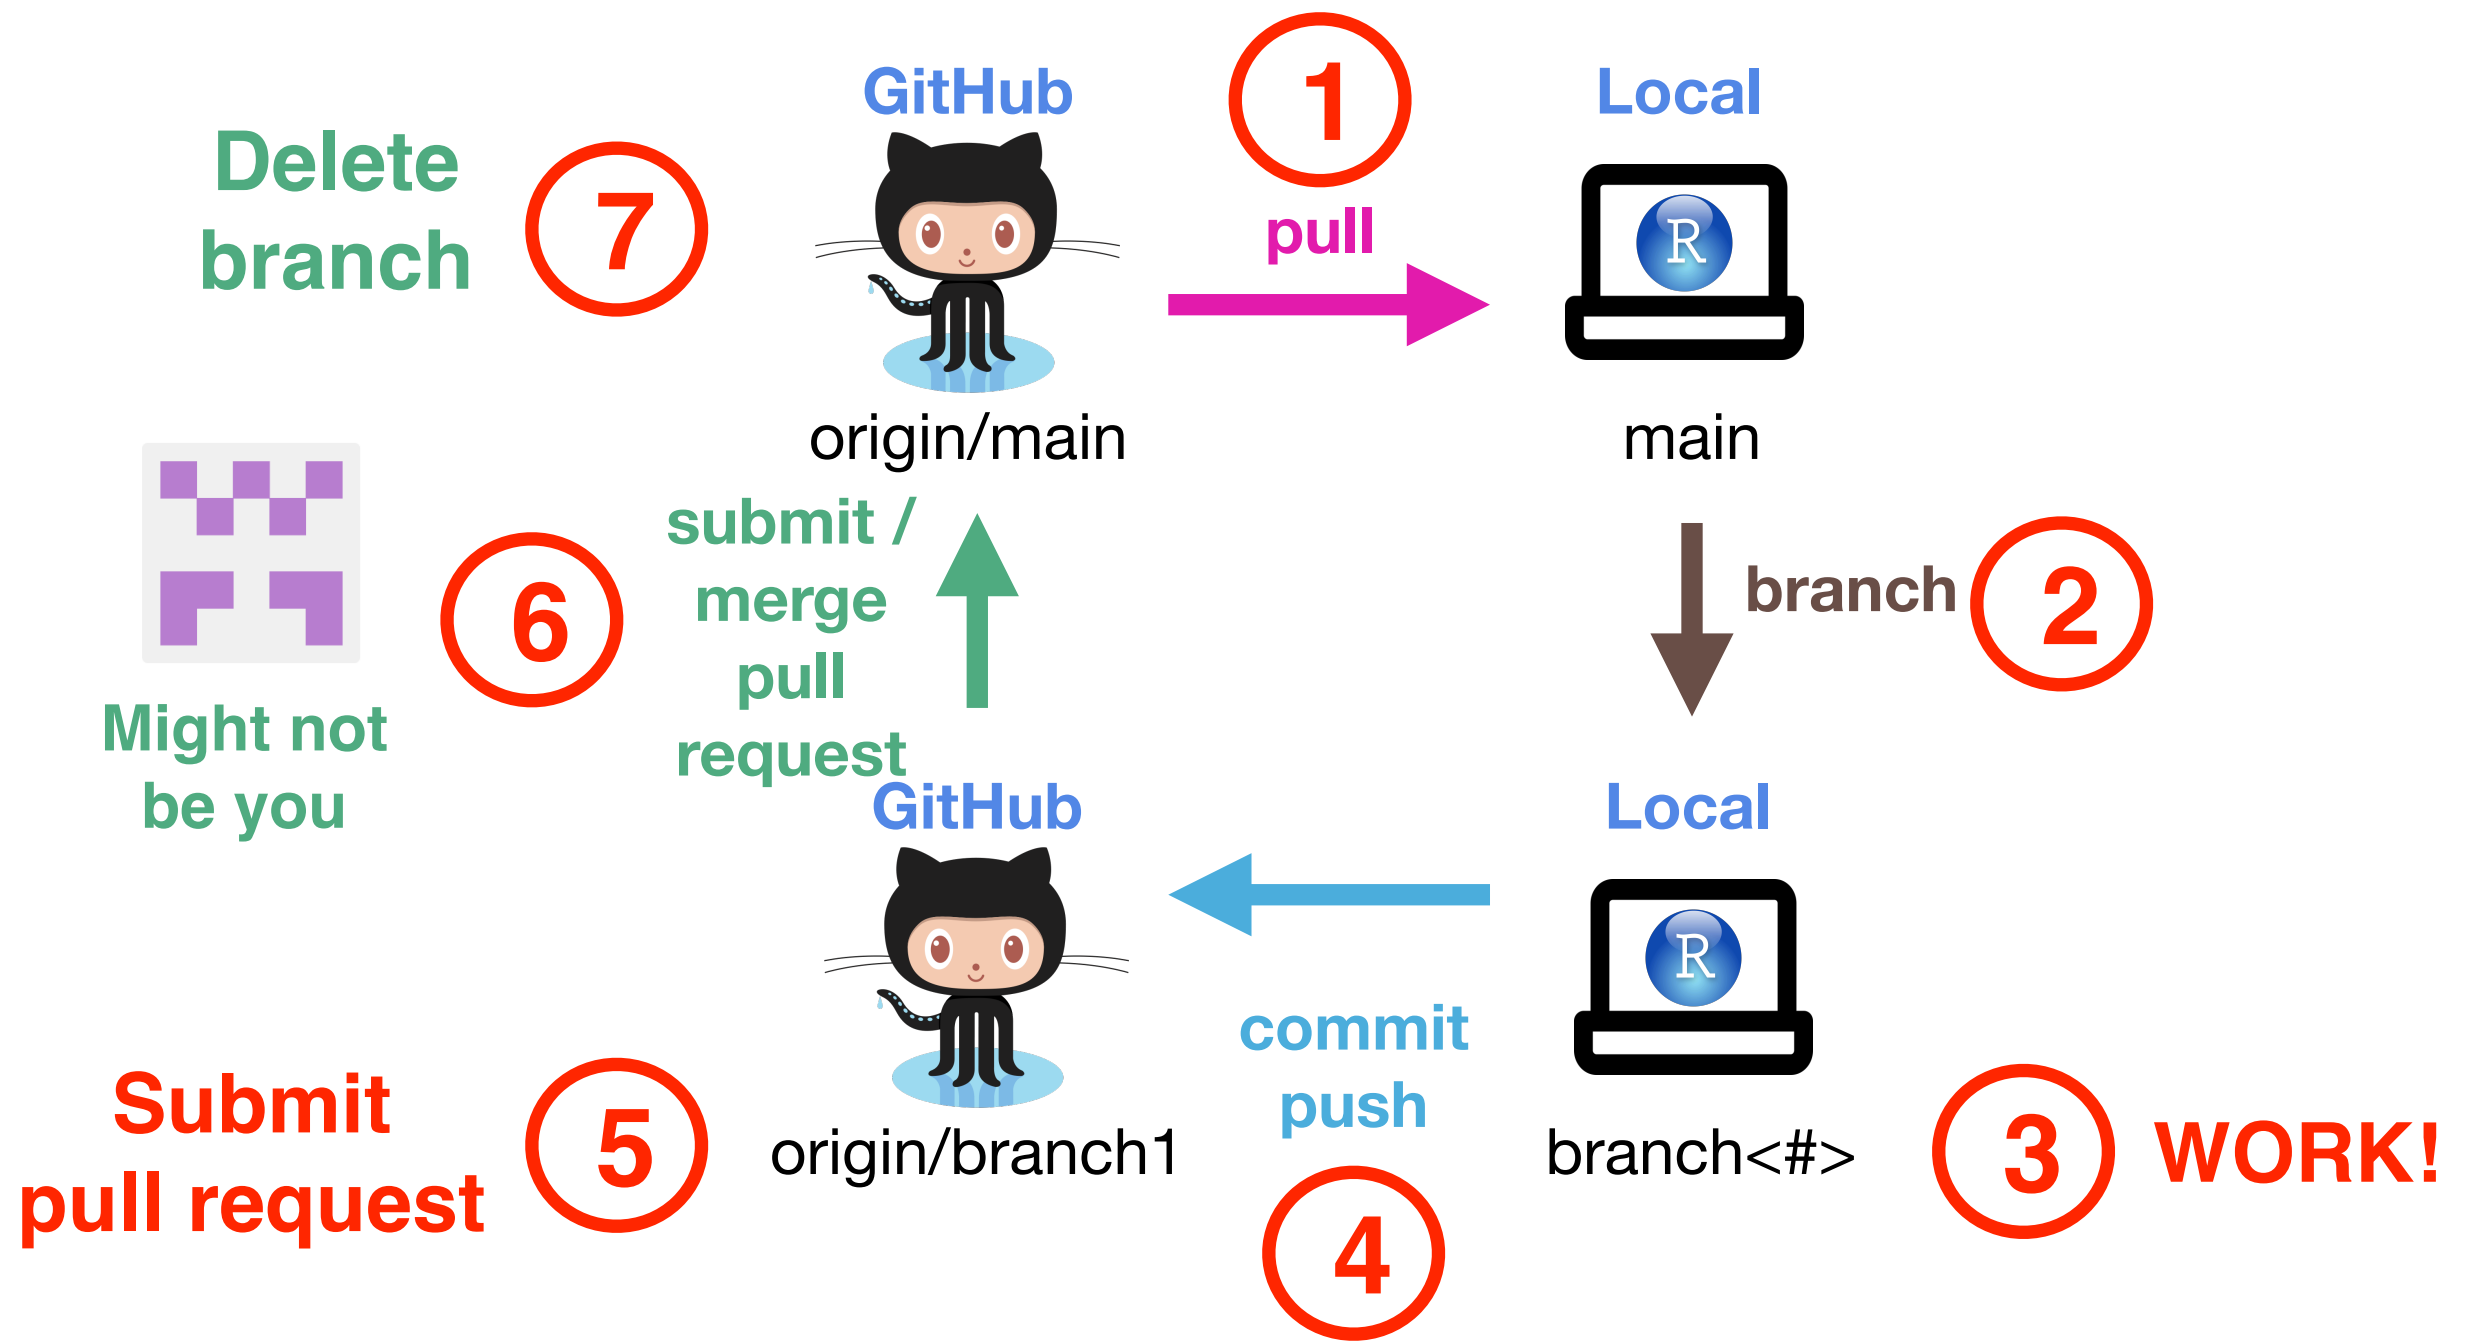 GitHub
1
Local
Delete
branch
7
pull
R
origin/main
main
submit /
merge
pull
request
6
branch
2
Might not
be you
GitHub
Local
R
commit
push
origin/branch1
branch<#>
3
WORK!
Submit
pull request
5
4